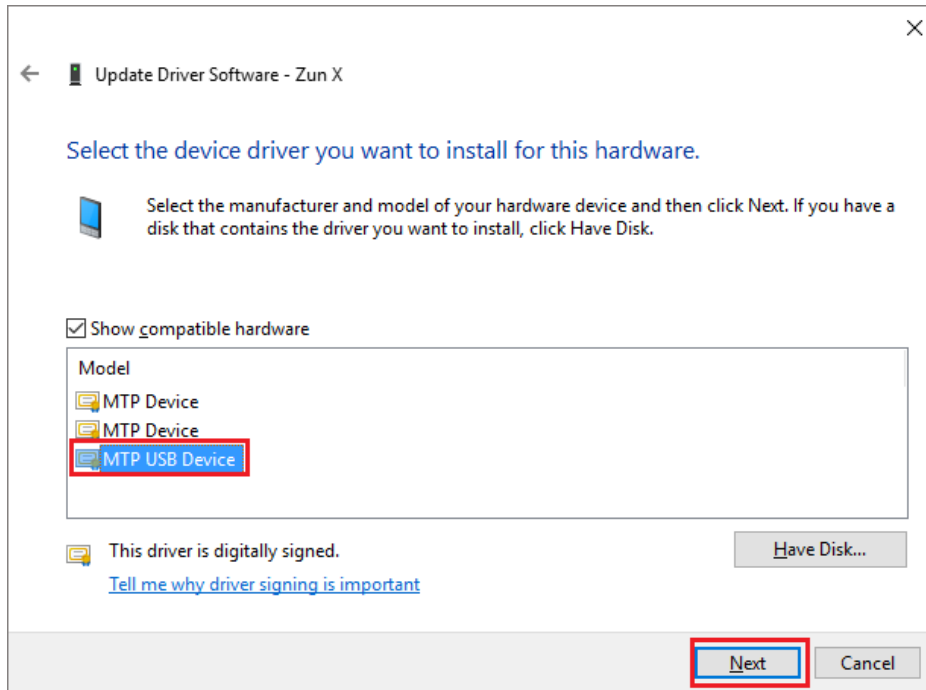 Update Driver Software - Zun X
Select the device driver you want to install for this hardware.
Select the manufacturer and model of your hardware device and then click Next. If you have a
disk that contains the driver you want to install, click Have Disk.
Show compatible hardware
Model
MTP Device
MTP Device
MTP USB Device
This driver is digitally signed.
Have Disk...
Tell me why driver signing is important
Next
Cancel